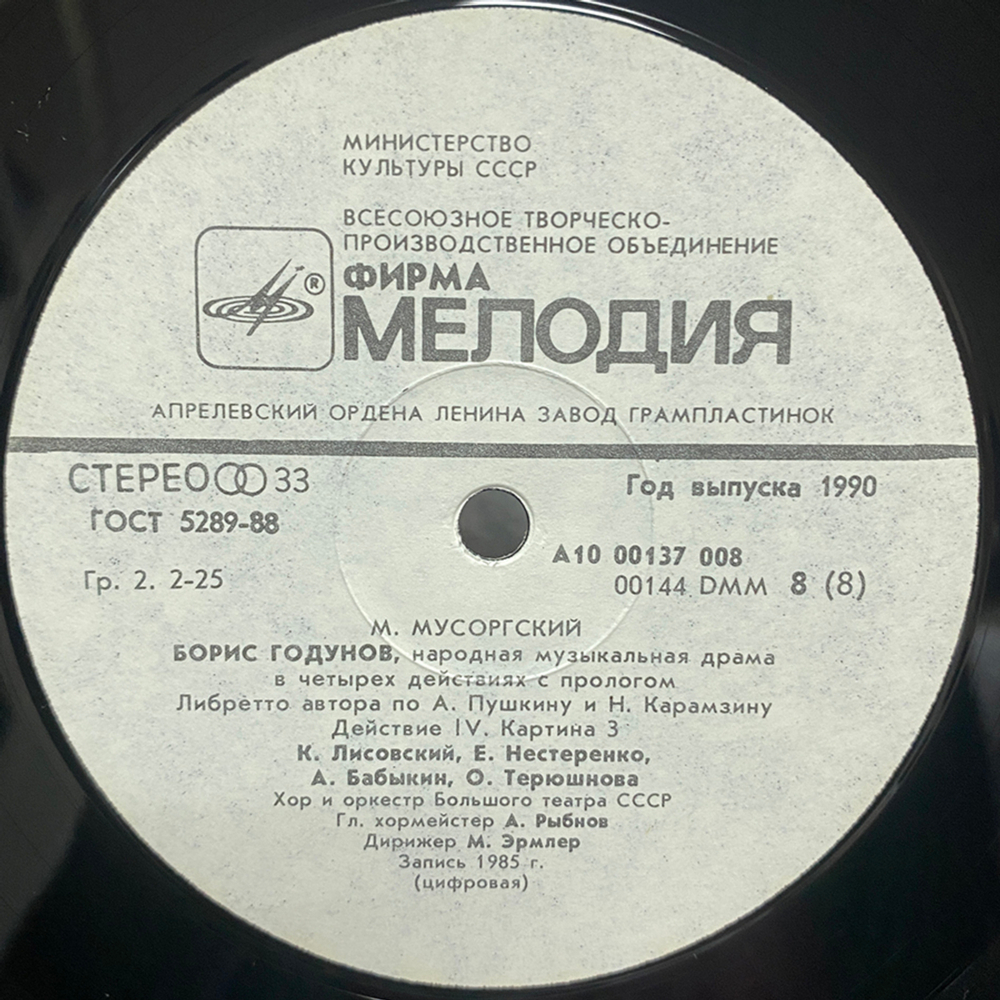 МИНИСТЕРСТВО
КУЛЬТУРЫ СССР
ВСЕСОЮЗНОЕ ТВОРЧЕСКО-
ПРОИЗВОДСТВЕННОЕ ОБЪЕДИНЕНИЕ
®
ФИРМА
МЕЛОДИЯ
АПРЕЛЕВСКИЙ ОРДЕНА ЛЕНИНА ЗАВОД ГРАМПЛАСТИНОК
СТЕРЕО 33
Год выпуска 1990
ГОСТ 5289-88
А10 00137 008
Гр. 2. 2-25
00144 DMM 8 (8)
М. МУСОРГСКИЙ
БОРИС ГОДУНОВ, народная музыкальная драма
в четырех действиях с прологом
Либретто автора по А. Пушкину и Н. Карамзину
Действие IV. Картина 3
К. Лисовский, Е. Нестеренко,
А. Бабыкин, О. Терюшнова
Хор и оркестр Большого театра СССР
Гл. хормейстер А. Рыбнов
Дирижер М. Эрмлер
Запись 1985 г.
(цифровая)